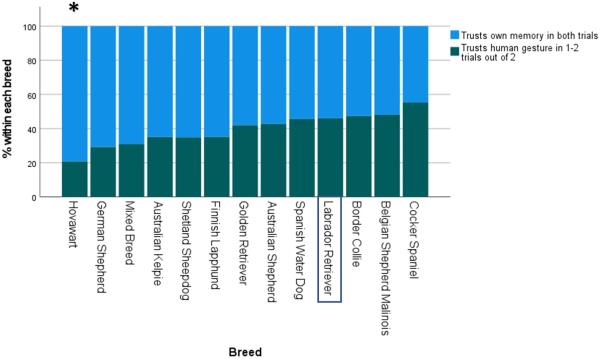 *
100
80
60
40
20
0
% within each breed
Trusts own memory in both trials
Trusts human gesture in 1-2
trials out of 2
Hovawart
German Shepherd
Mixed Breed
Australian Kelpie
Shetland Sheepdog
Finnish Lapphund
Golden Retriever
Australian Shepherd
Spanish Water Dog
Labrador Retriever
Border Collie
Belgian Shepherd Malinois
Cocker Spaniel
Breed